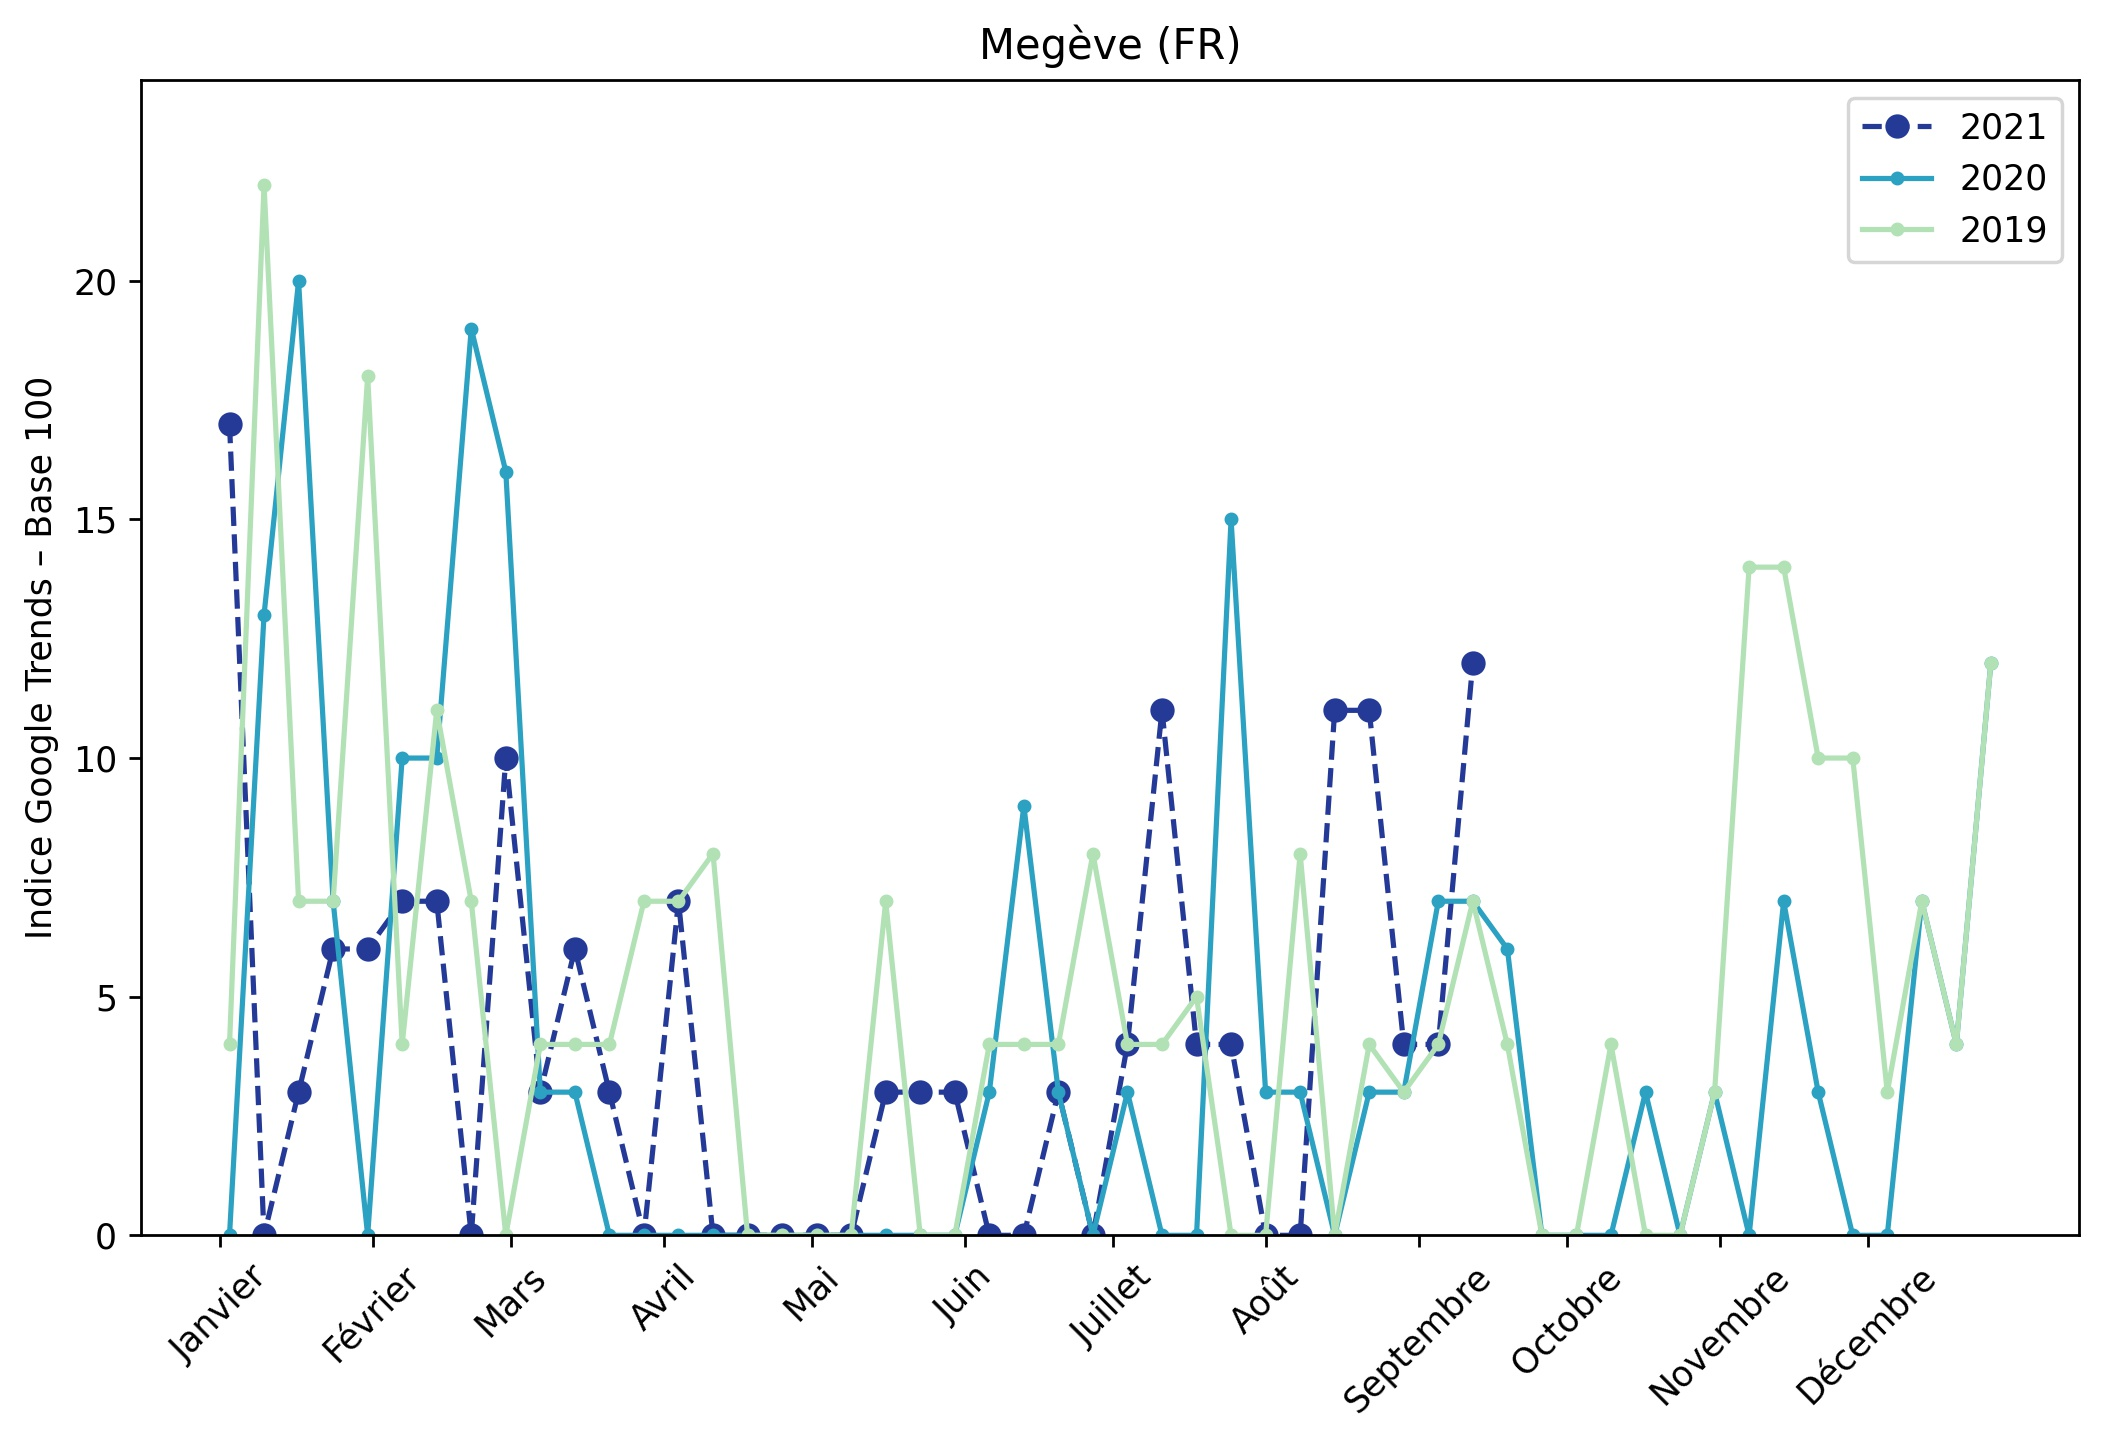 Megève (FR)
2021
2020
2019
Indice Google Trends – Base 100
20
15
10
5
0
Janvier
Février
Mars
Avril
Mai
Juin
Juillet
Août
Septembre
Octobre
Novembre
Décembre